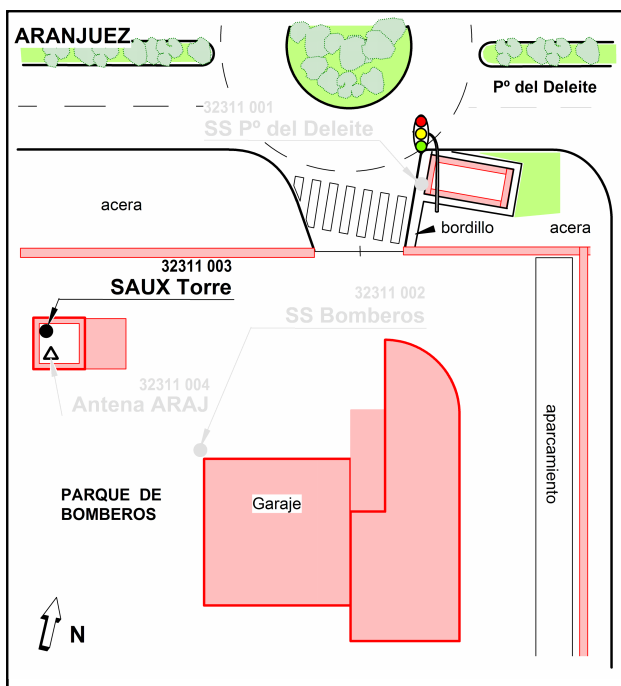 ARANJUEZ
Pº del Deleite
32311 001
SS Pº del Deleite
acera
bordillo
acera
32311 003
SAUX Torre
32311 002
SS Bomberos
32311 004
Antena ARAJ
aparcamiento
PARQUE DE
BOMBEROS
Garaje
N